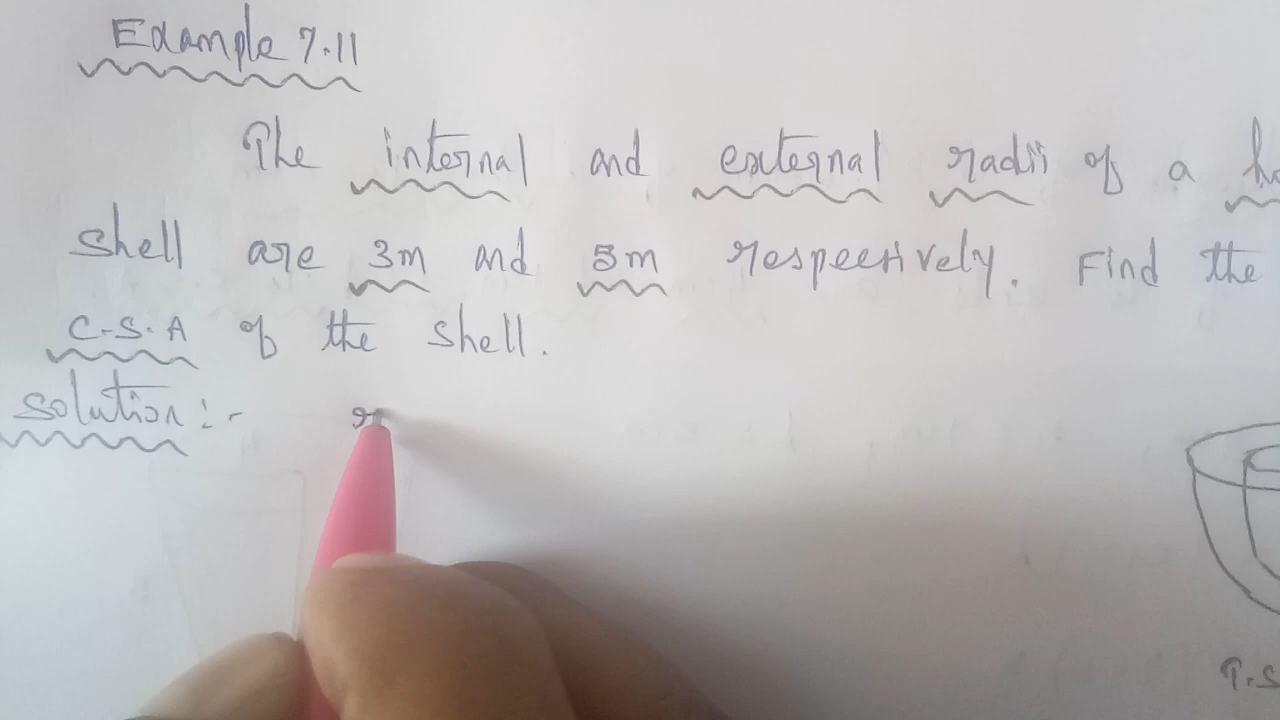 Example 7.11
The internal and external radii of a
shell are 3m and 5m respectively. Find the
C.S.A of the shell.
Solution :-
r
T.S